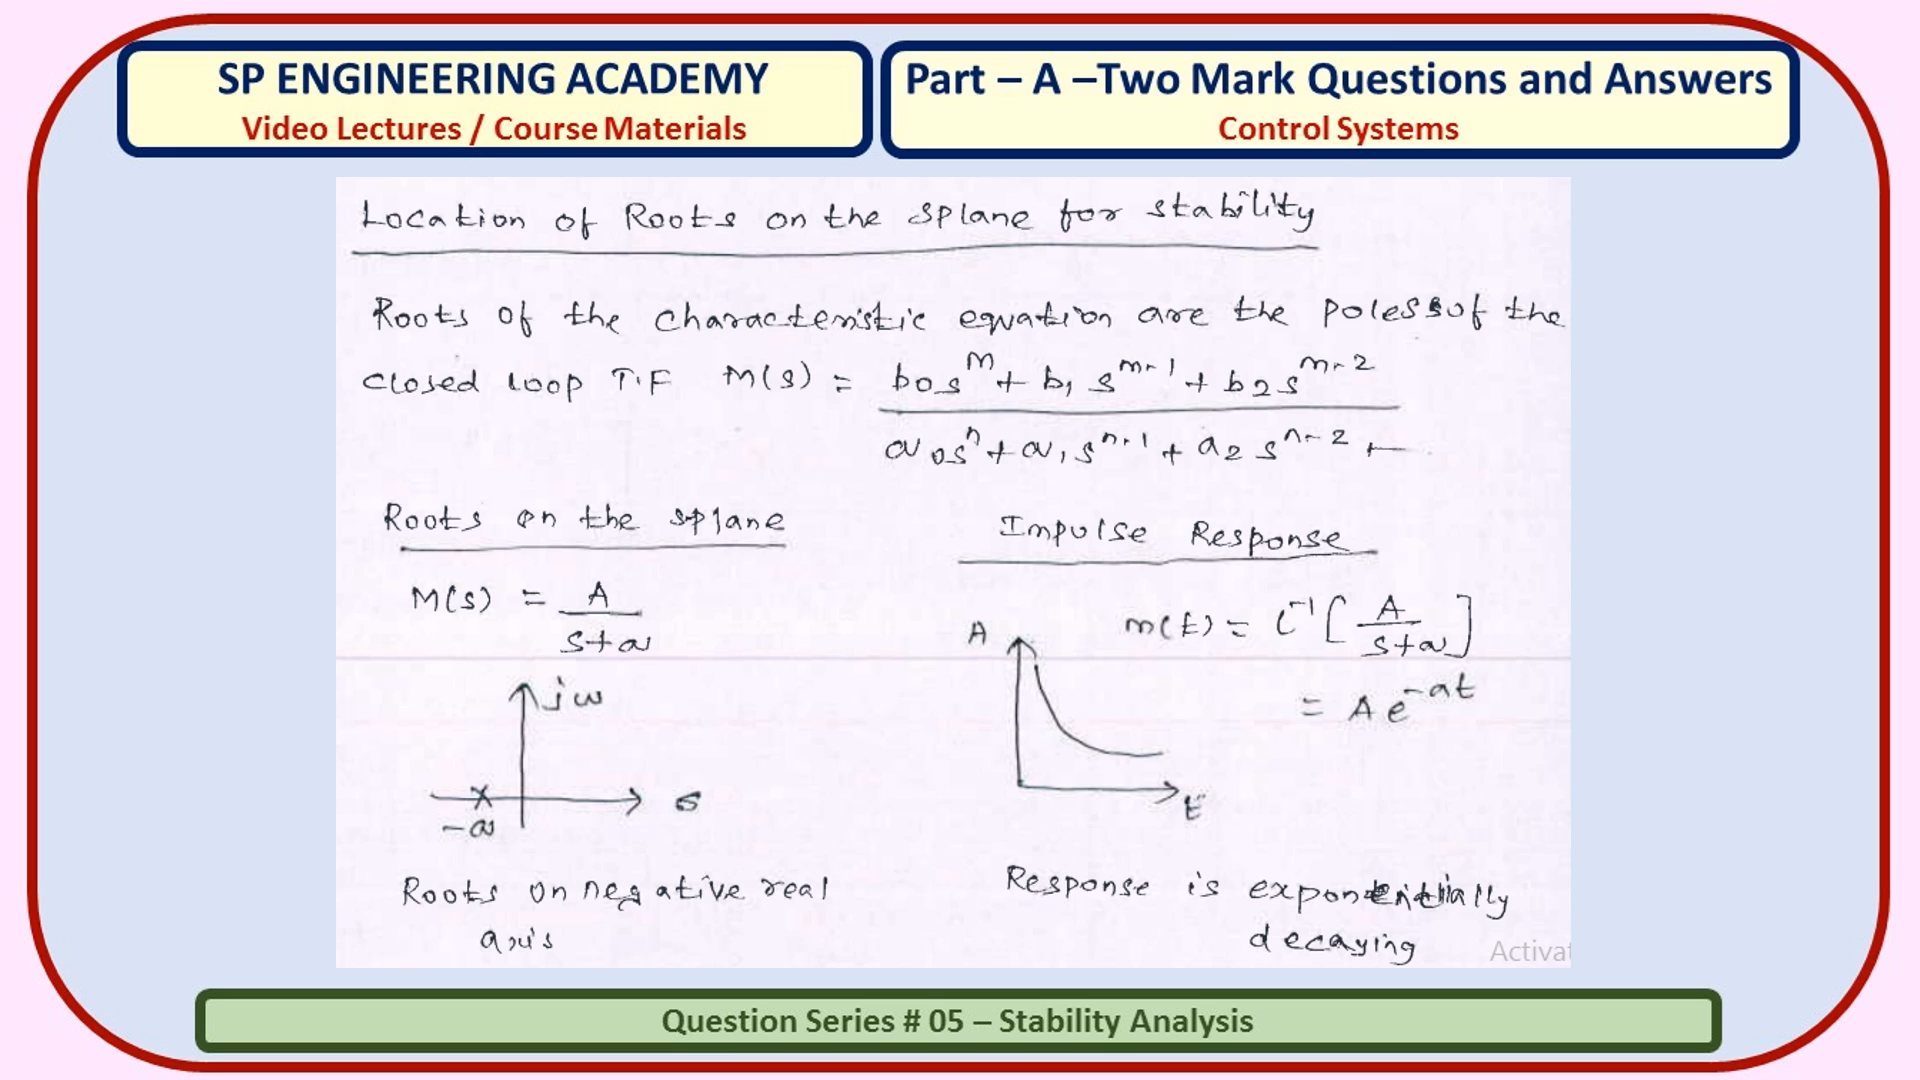 SP ENGINEERING ACADEMY
Video Lectures / Course Materials
Part – A –Two Mark Questions and Answers
Control Systems
Location of Roots on the splane for stability
Roots of the characteristic equation are the poles of the
closed loop T.F M(s) = b0s^m + b1 s^m-1 + b2s^m-2
a0s^n + a1s^n-1 + a2 s^n-2 +—
Roots on the splane
Impulse Response
M(s) = A
s+a
m(t) = L^-1 [ A
s+a ]
= A e^-at
jω
σ
-a
A
t
Roots on negative real
axis
Response is exponentially
decaying
Activat
Question Series # 05 – Stability Analysis